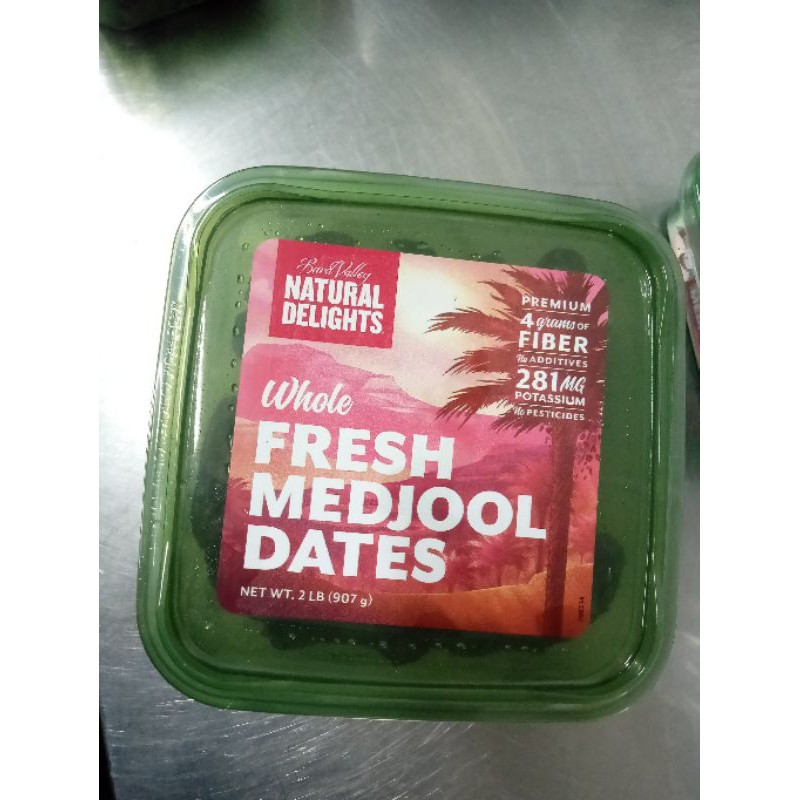 Bard Valley
NATURAL
DELIGHTS
PREMIUM
4 grams OF
FIBER
No ADDITIVES
281MG
POTASSIUM
No PESTICIDES
Whole
FRESH
MEDJOOL
DATES
NET WT. 2 LB (907 g)